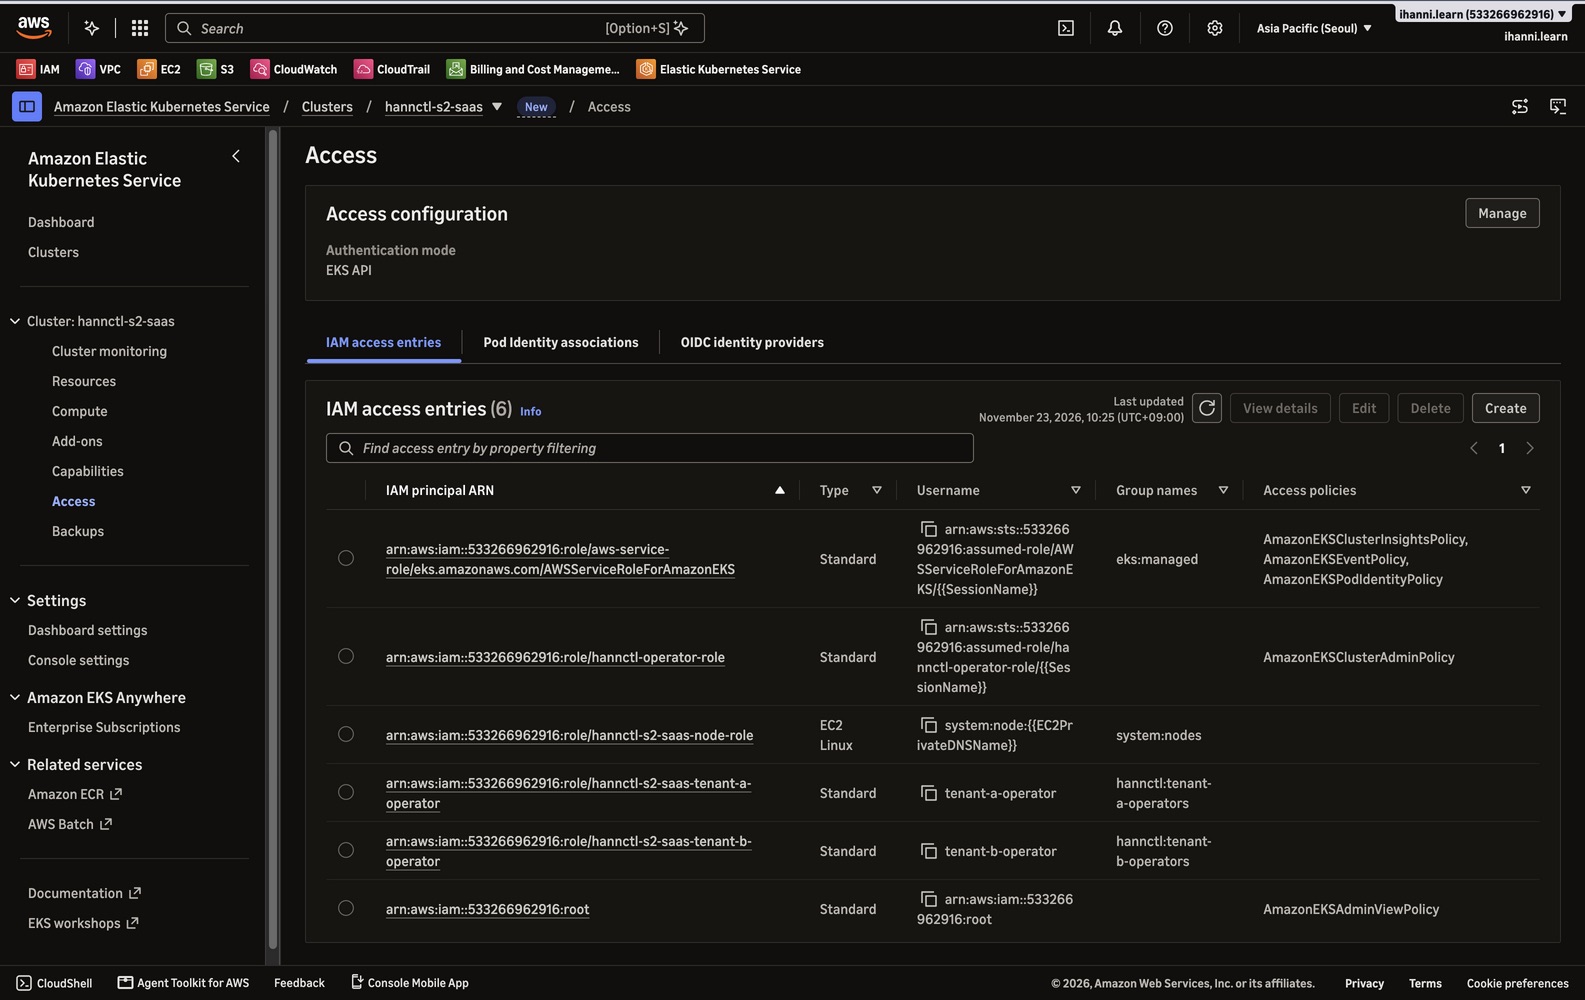 aws
Search
[Option+S]
Asia Pacific (Seoul)
ihanni.learn (533266962916)
ihanni.learn
IAM
VPC
EC2
S3
CloudWatch
CloudTrail
Billing and Cost Manageme...
Elastic Kubernetes Service
Amazon Elastic Kubernetes Service / Clusters / hannctl-s2-saas New / Access
Amazon Elastic
Kubernetes Service
Dashboard
Clusters
Cluster: hannctl-s2-saas
Cluster monitoring
Resources
Compute
Add-ons
Capabilities
Access
Backups
Settings
Dashboard settings
Console settings
Amazon EKS Anywhere
Enterprise Subscriptions
Related services
Amazon ECR
AWS Batch
Documentation
EKS workshops
Access
Access configuration
Manage
Authentication mode
EKS API
IAM access entries
Pod Identity associations
OIDC identity providers
IAM access entries (6) Info
Last updated
November 23, 2026, 10:25 (UTC+09:00)
View details
Edit
Delete
Create
Find access entry by property filtering
1
IAM principal ARN
Type
Username
Group names
Access policies
arn:aws:iam::533266962916:role/aws-service-
role/eks.amazonaws.com/AWSServiceRoleForAmazonEKS
Standard
arn:aws:sts::533266
962916:assumed-role/AW
SServiceRoleForAmazonE
KS/{{SessionName}}
eks:managed
AmazonEKSClusterInsightsPolicy,
AmazonEKSEventPolicy,
AmazonEKSPodIdentityPolicy
arn:aws:iam::533266962916:role/hannctl-operator-role
Standard
arn:aws:sts::533266
962916:assumed-role/ha
nnctl-operator-role/{{Ses
sionName}}
AmazonEKSClusterAdminPolicy
arn:aws:iam::533266962916:role/hannctl-s2-saas-node-role
EC2
Linux
system:node:{{EC2Pr
ivateDNSName}}
system:nodes
arn:aws:iam::533266962916:role/hannctl-s2-saas-tenant-a-
operator
Standard
tenant-a-operator
hannctl:tenant-
a-operators
arn:aws:iam::533266962916:role/hannctl-s2-saas-tenant-b-
operator
Standard
tenant-b-operator
hannctl:tenant-
b-operators
arn:aws:iam::533266962916:root
Standard
arn:aws:iam::533266
962916:root
AmazonEKSAdminViewPolicy
CloudShell
Agent Toolkit for AWS
Feedback
Console Mobile App
© 2026, Amazon Web Services, Inc. or its affiliates.
Privacy
Terms
Cookie preferences